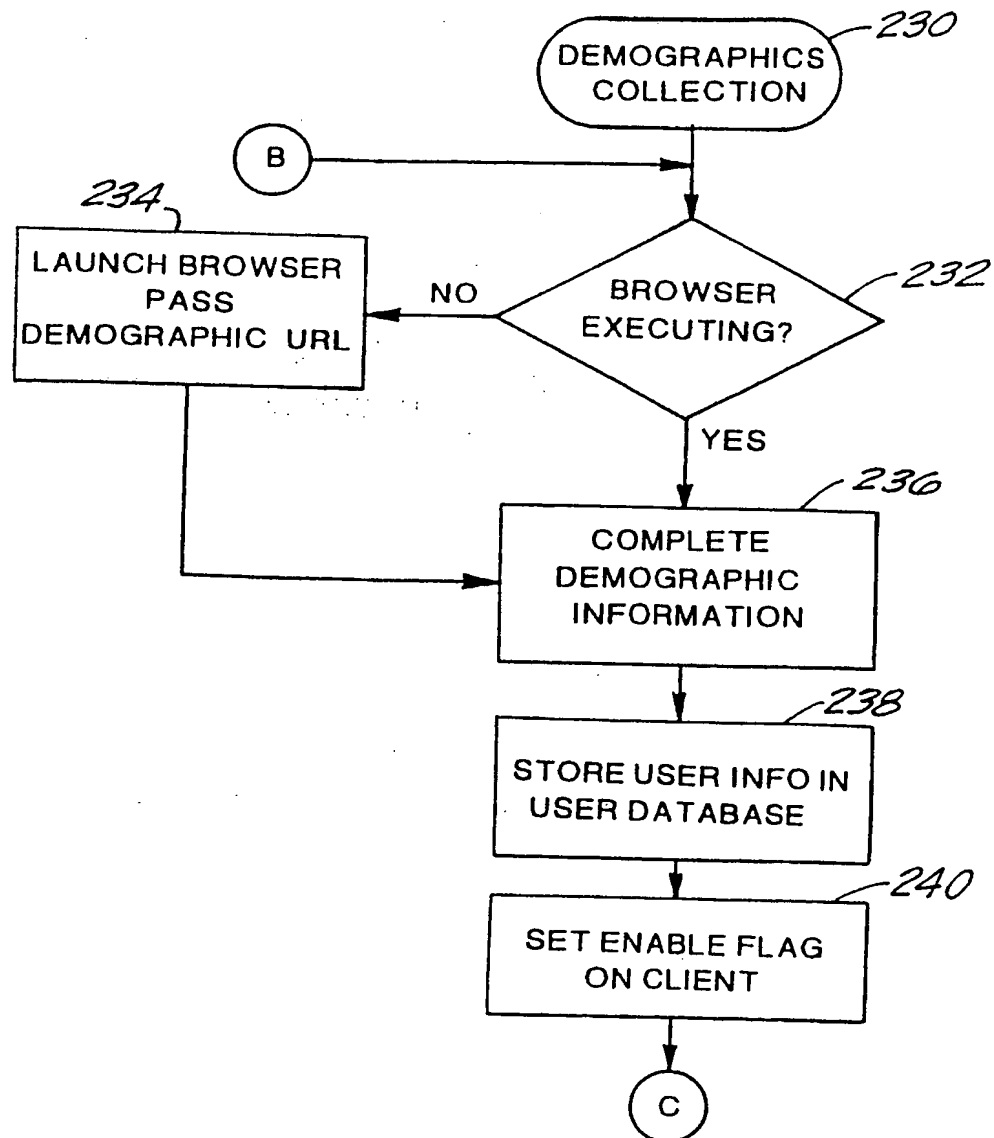 230
DEMOGRAPHICS
COLLECTION
B
234
LAUNCH BROWSER
PASS
DEMOGRAPHIC URL
NO
BROWSER
EXECUTING?
232
YES
236
COMPLETE
DEMOGRAPHIC
INFORMATION
238
STORE USER INFO IN
USER DATABASE
240
SET ENABLE FLAG
ON CLIENT
C